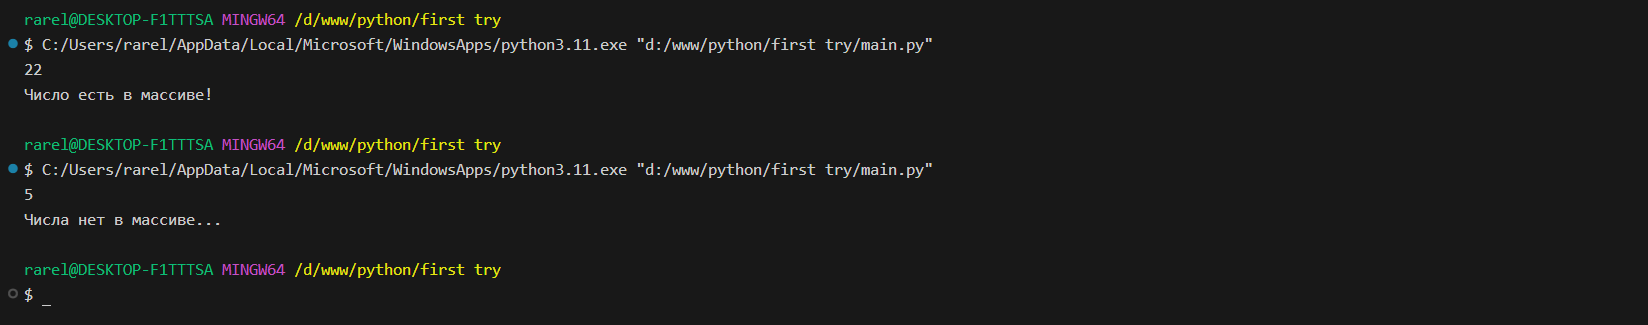 rarel@DESKTOP-F1TTTSA MINGW64 /d/www/python/first try
$ C:/Users/rarel/AppData/Local/Microsoft/WindowsApps/python3.11.exe "d:/www/python/first try/main.py"
22
Число есть в массиве!
rarel@DESKTOP-F1TTTSA MINGW64 /d/www/python/first try
$ C:/Users/rarel/AppData/Local/Microsoft/WindowsApps/python3.11.exe "d:/www/python/first try/main.py"
5
Числа нет в массиве...
rarel@DESKTOP-F1TTTSA MINGW64 /d/www/python/first try
$ _